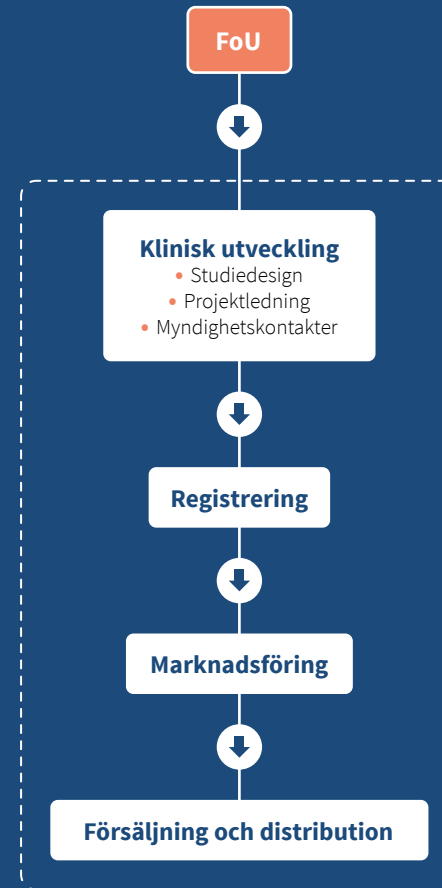 FoU
Klinisk utveckling
• Studiedesign
• Projektledning
• Myndighetskontakter
Registrering
Marknadsföring
Försäljning och distribution